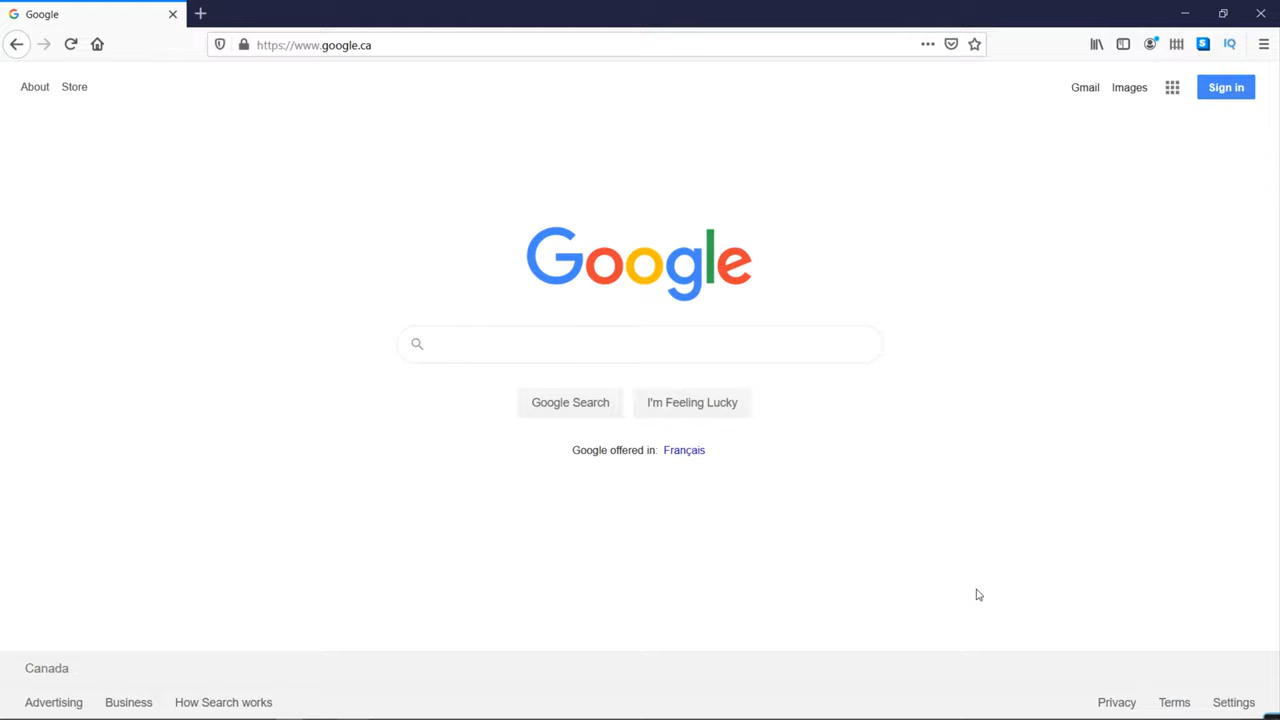 Google
https://www.google.ca
S
IQ
About Store
Gmail Images
Sign in
Google
Google Search
I'm Feeling Lucky
Google offered in: Français
Canada
Advertising Business How Search works
Privacy Terms Settings